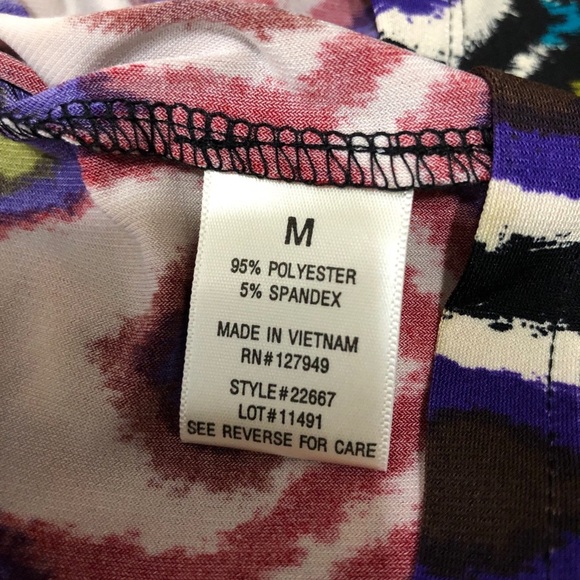 M
95% POLYESTER
5% SPANDEX
MADE IN VIETNAM
RN#127949
STYLE#22667
LOT#11491
SEE REVERSE FOR CARE